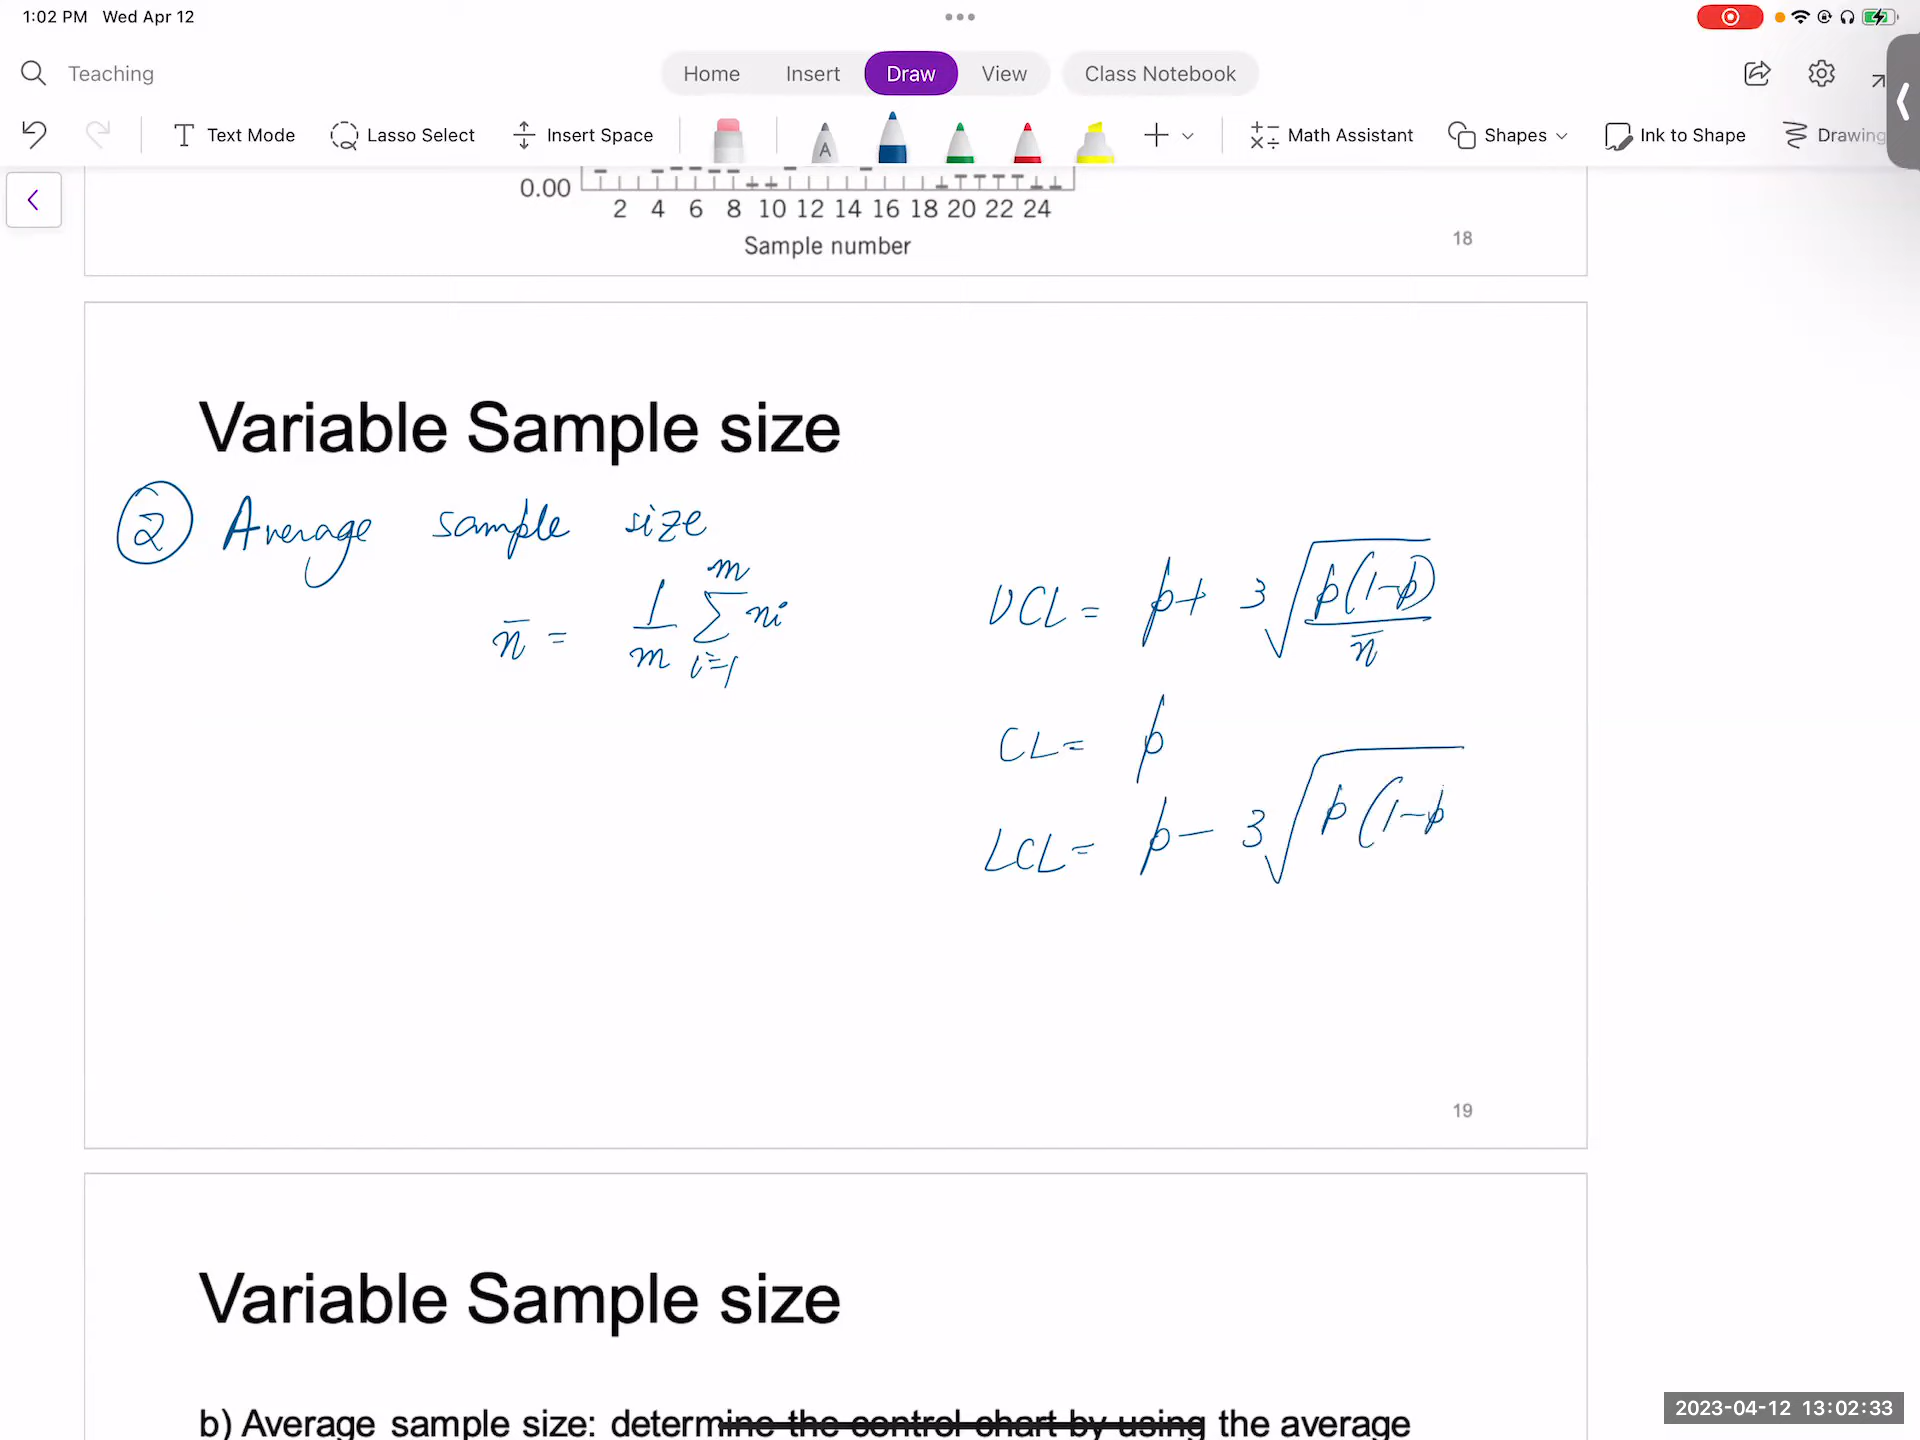 1:02 PM Wed Apr 12
Teaching
Home Insert Draw View Class Notebook
Text Mode Lasso Select Insert Space A Math Assistant Shapes Ink to Shape Drawing
0.00
2 4 6 8 10 12 14 16 18 20 22 24
Sample number
18
Variable Sample size
② Average sample size
n̄ = 1/m Σ_{i=1}^{m} ni
UCL = p + 3√(p(1-p)/n̄)
CL = p
LCL = p - 3√(p(1-p
19
Variable Sample size
b) Average sample size: determine the control chart by using the average
2023-04-12 13:02:33